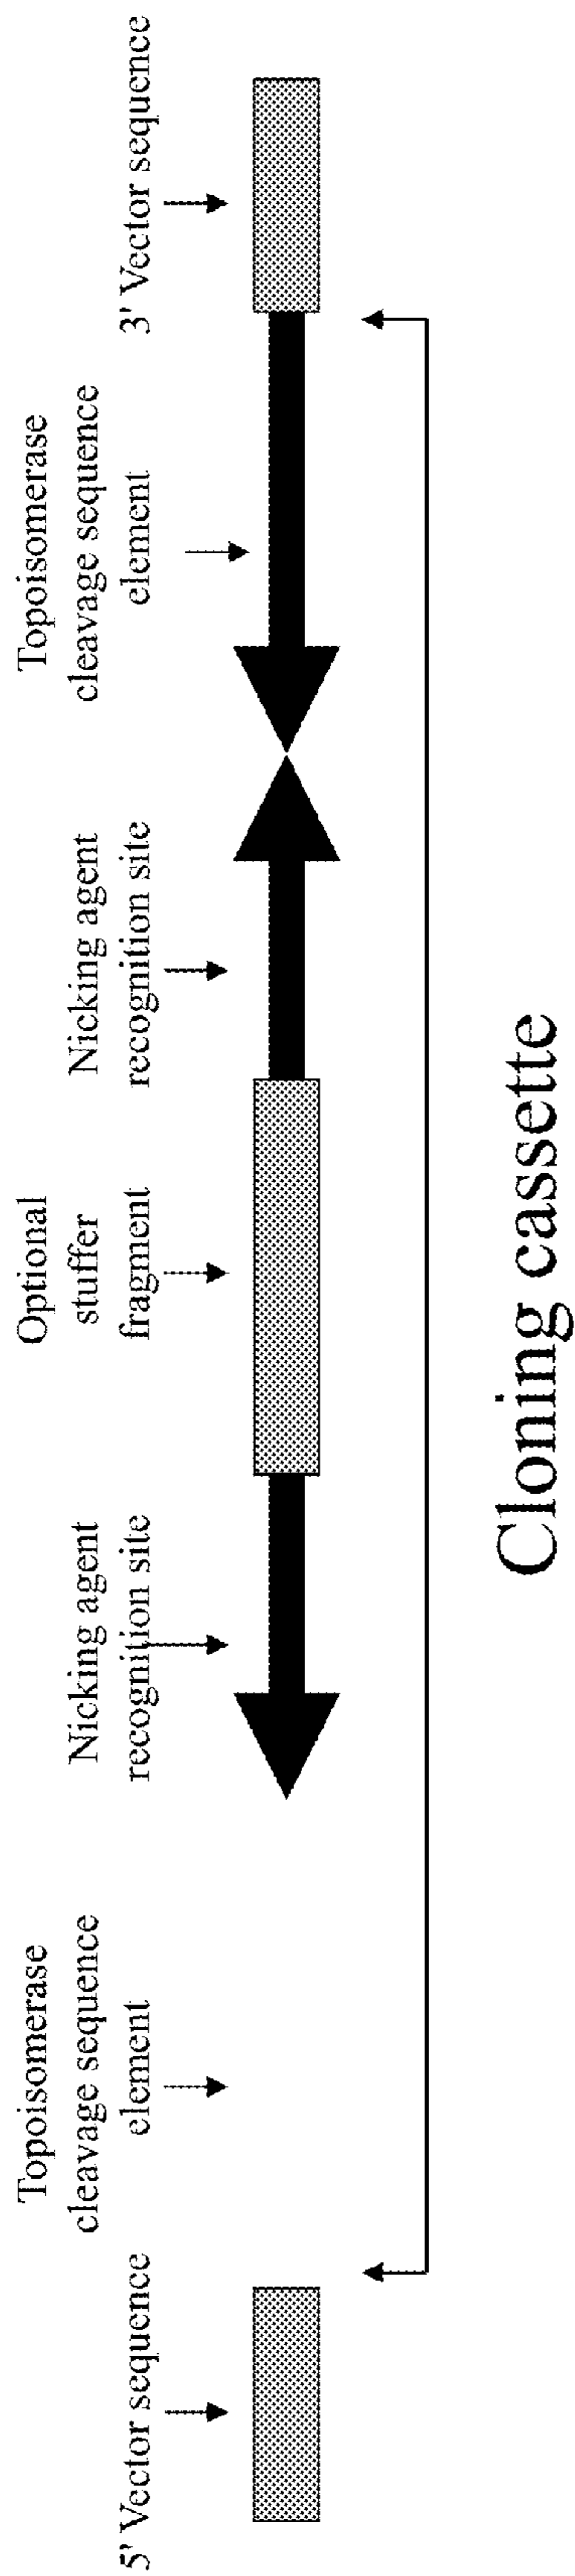 5' Vector sequence
Topoisomerase
cleavage sequence
element
Nicking agent
recognition site
Optional
stuffer
fragment
Nicking agent
recognition site
Topoisomerase
cleavage sequence
element
3' Vector sequence
Cloning cassette